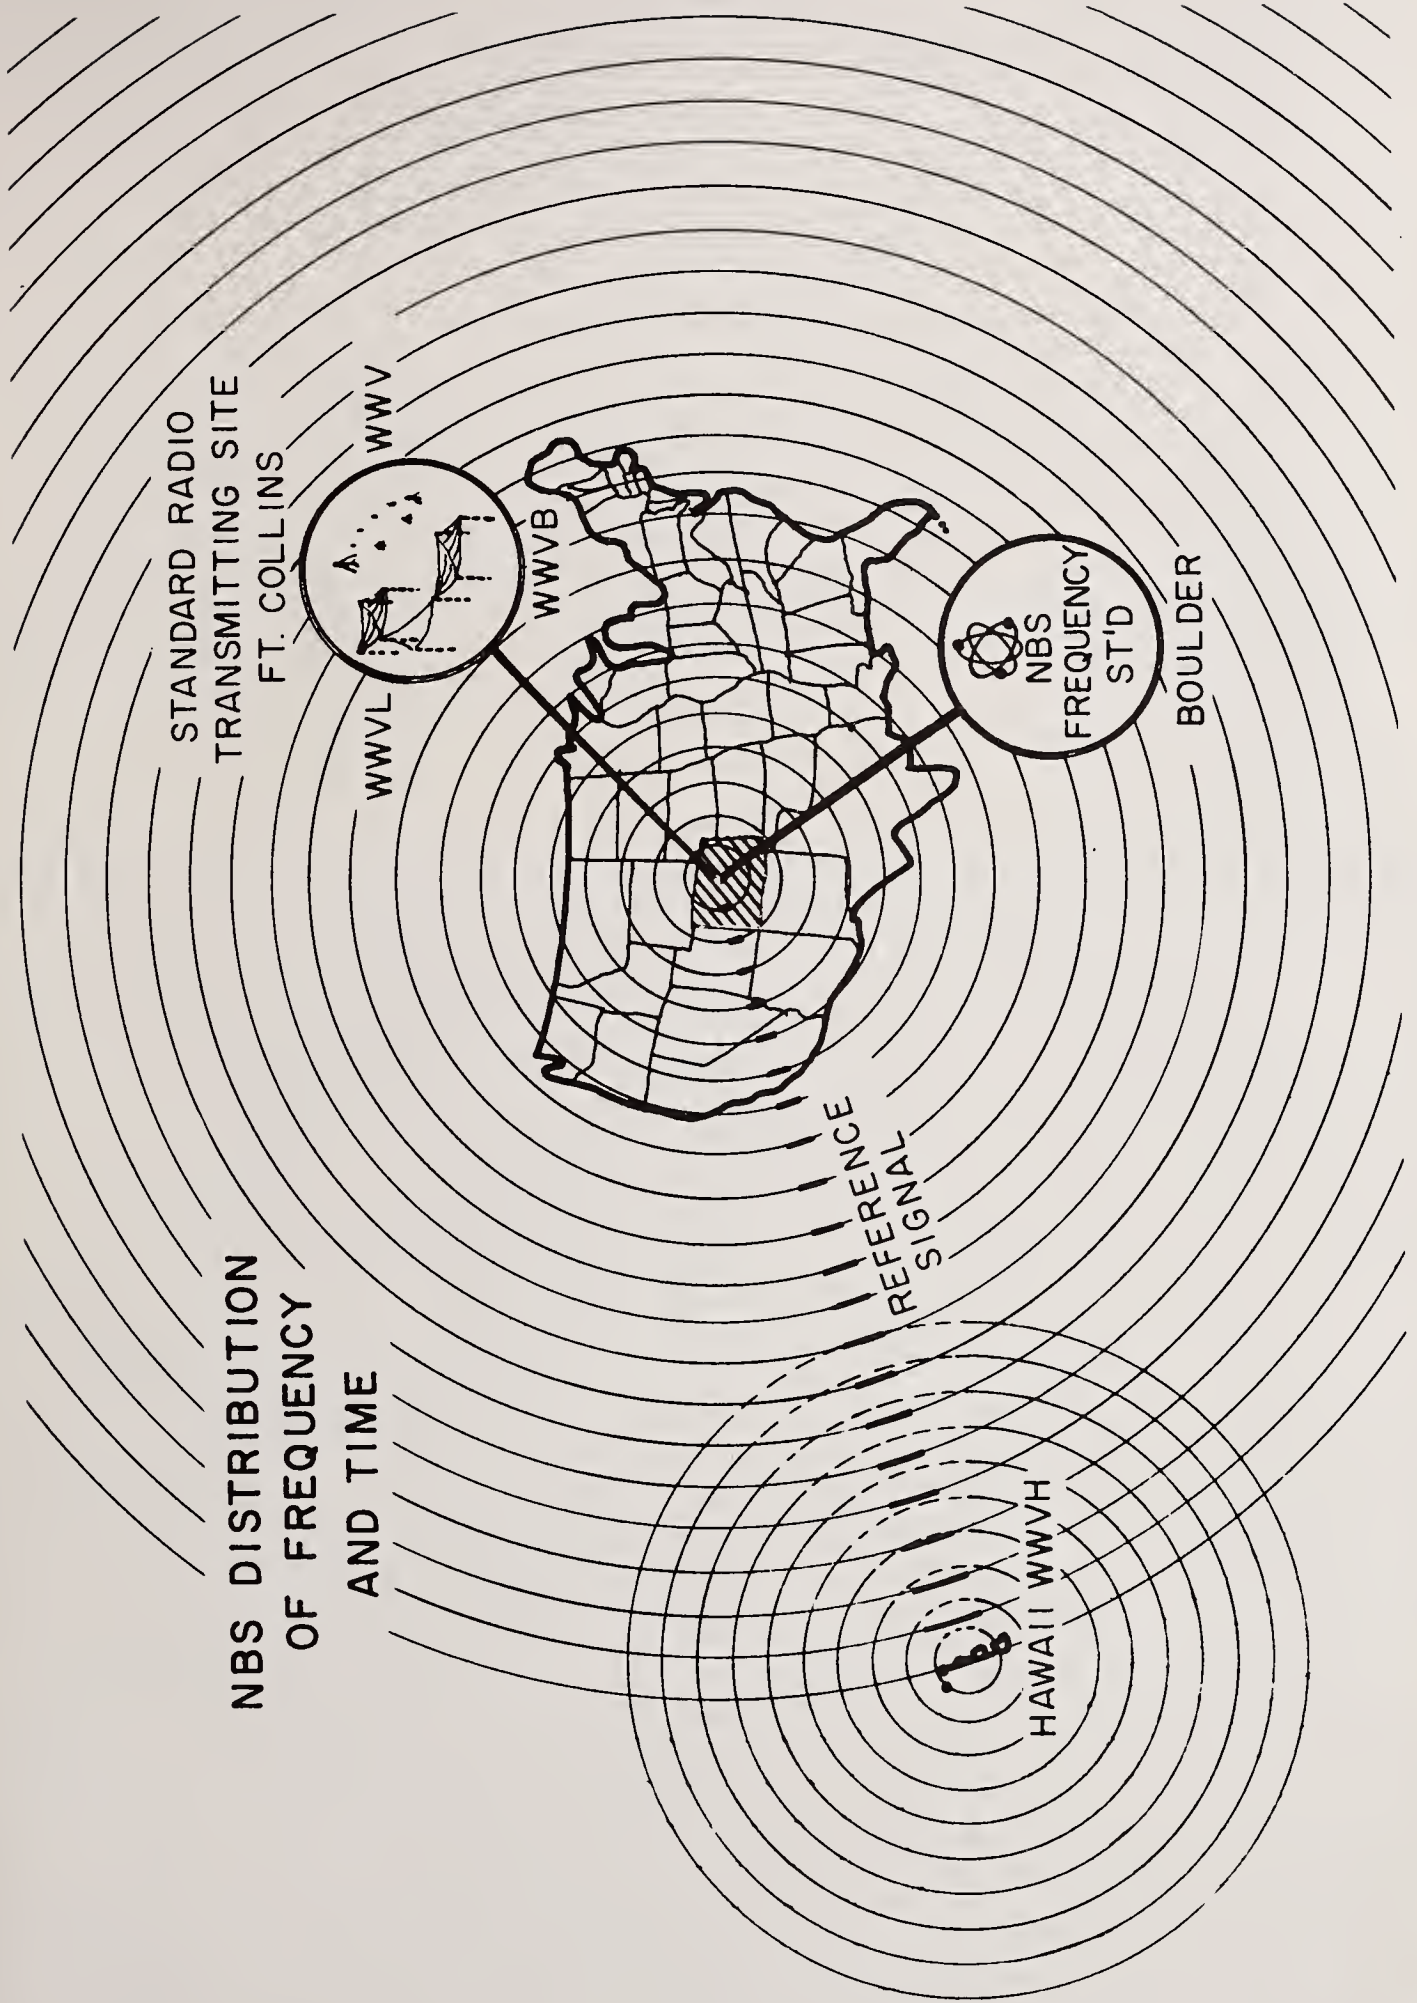 NBS DISTRIBUTION
OF FREQUENCY
AND TIME
STANDARD RADIO
TRANSMITTING SITE
FT. COLLINS
WWVL
WWV
WWVB
REFERENCE
SIGNAL
HAWAII WWVH
NBS
FREQUENCY
ST'D
BOULDER